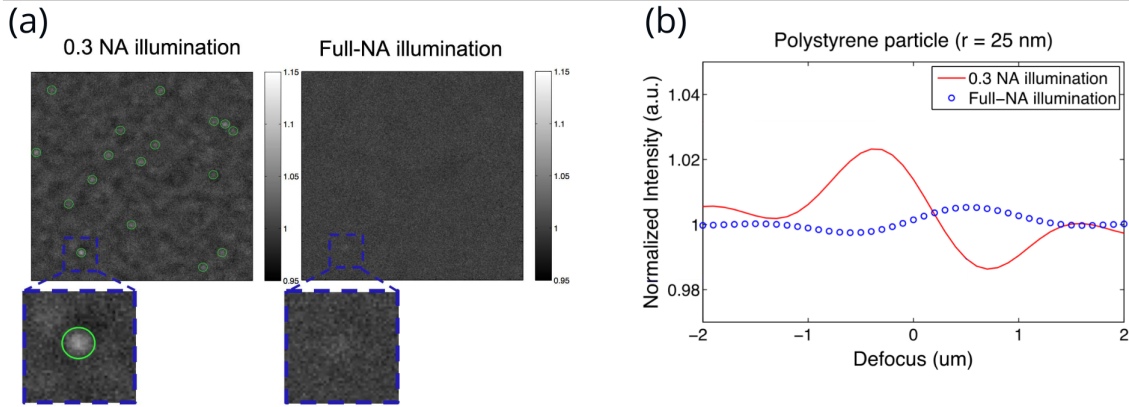 (a)
0.3 NA illumination
Full-NA illumination
1.15
1.1
1.05
1
0.95
1.15
1.1
1.05
1
0.95
(b)
Polystyrene particle (r = 25 nm)
0.3 NA illumination
Full-NA illumination
Normalized Intensity (a.u.)
1.04
1.02
1
0.98
−2
−1
0
1
2
Defocus (um)